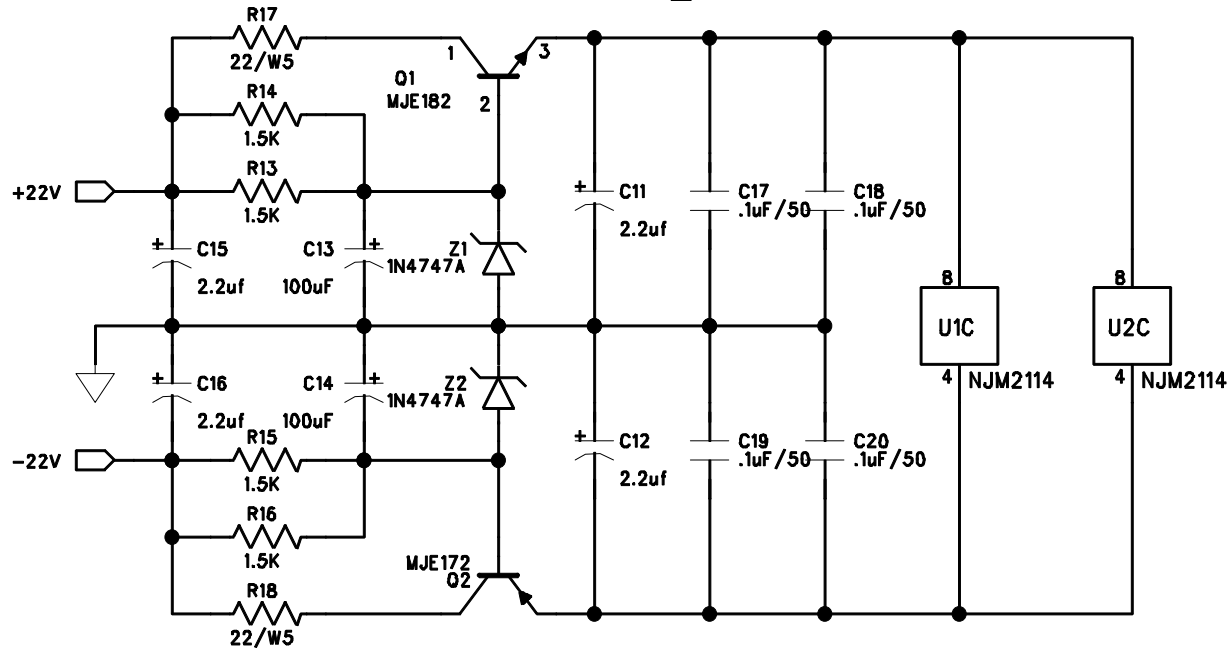 R17
22/W5
1
3
Q1
MJE182
2
R14
1.5K
R13
1.5K
+22V
+
C15
2.2uf
C13
100uF
+
1N4747A
Z1
+
C11
2.2uf
C17
.1uF/50
C18
.1uF/50
8
U1C
4
NJM2114
8
U2C
4
NJM2114
+
C16
2.2uf
C14
100uF
+
1N4747A
Z2
-22V
R15
1.5K
+
C12
2.2uf
C19
.1uF/50
C20
.1uF/50
R16
1.5K
MJE172
Q2
R18
22/W5